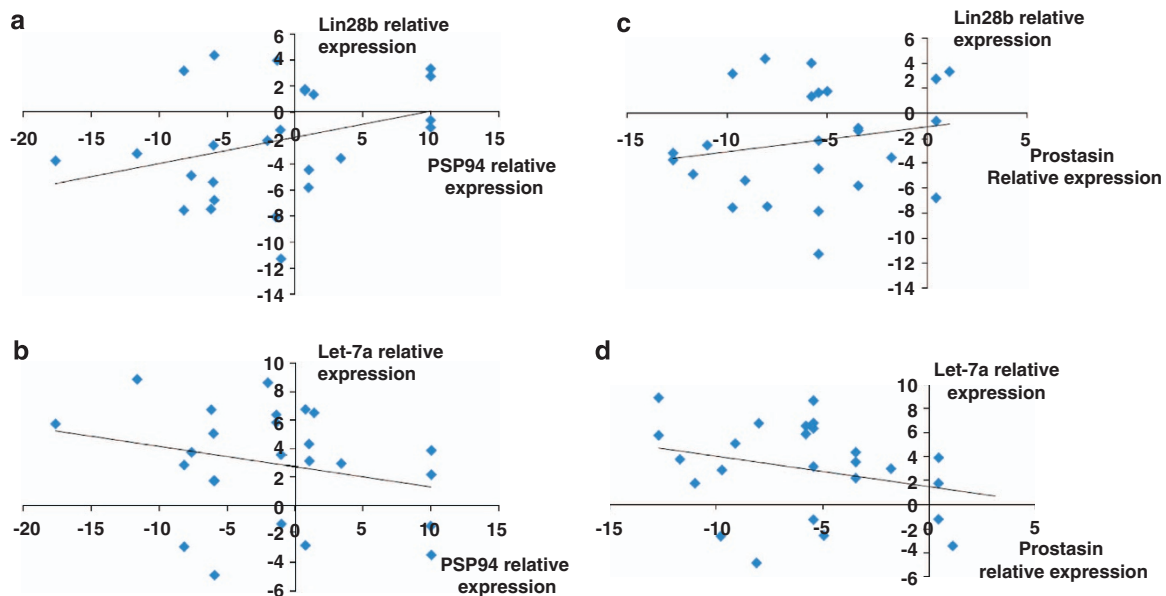 a
Lin28b relative
expression
6
4
2
0
-2
-4
-6
-8
-10
-12
-14
-20 -15 -10 -5 0 5 10 15
PSP94 relative
expression
c
Lin28b relative
expression
6
4
2
0
-2
-4
-6
-8
-10
-12
-14
-15 -10 -5 0 5
Prostasin
Relative expression
b
Let-7a relative
expression
10
8
6
4
2
0
-2
-4
-6
-20 -15 -10 -5 0 5 10 15
PSP94 relative
expression
d
Let-7a relative
expression
10
8
6
4
2
0
-2
-4
-6
-15 -10 -5 0 5
Prostasin
relative expression